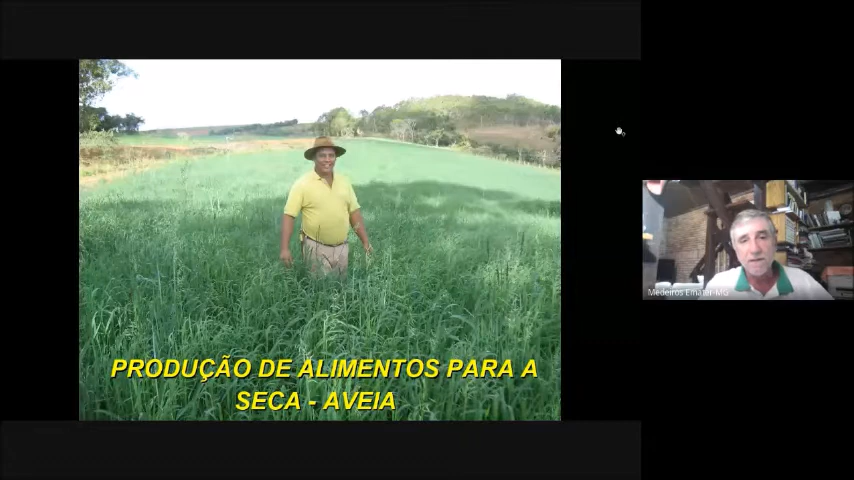 PRODUÇÃO DE ALIMENTOS PARA A
SECA - AVEIA
Medeiros Emater-MG